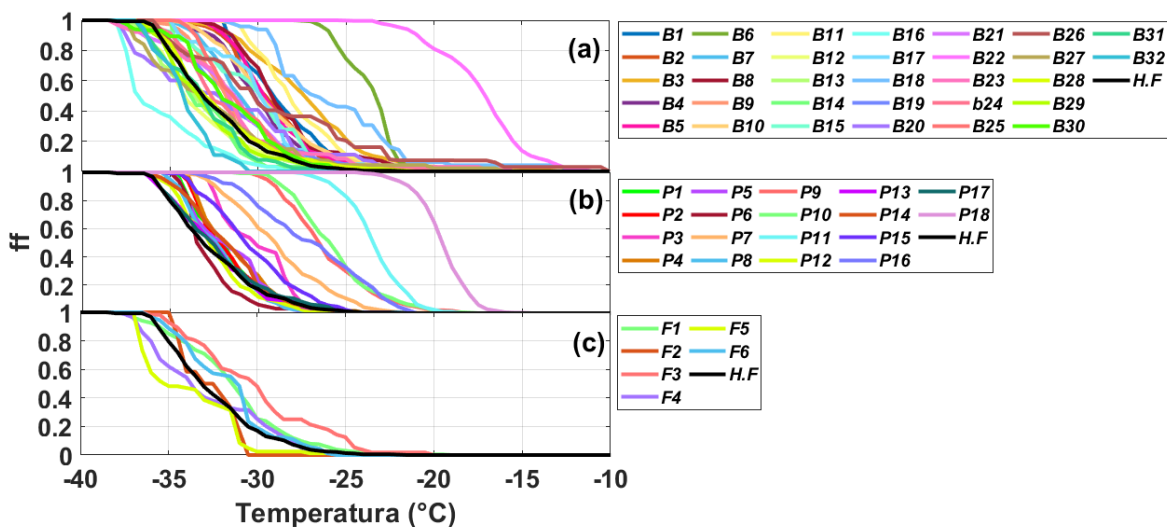 (a)
1
0.8
0.6
0.4
0.2
B1 B6 B11 B16 B21 B26 B31
B2 B7 B12 B17 B22 B27 B32
B3 B8 B13 B18 B23 B28 H.F
B4 B9 B14 B19 b24 B29
B5 B10 B15 B20 B25 B30
(b)
1
0.8
0.6
0.4
0.2
ff
P1 P5 P9 P13 P17
P2 P6 P10 P14 P18
P3 P7 P11 P15 H.F
P4 P8 P12 P16
(c)
1
0.8
0.6
0.4
0.2
0
F1 F5
F2 F6
F3 H.F
F4
-40 -35 -30 -25 -20 -15 -10
Temperatura (°C)